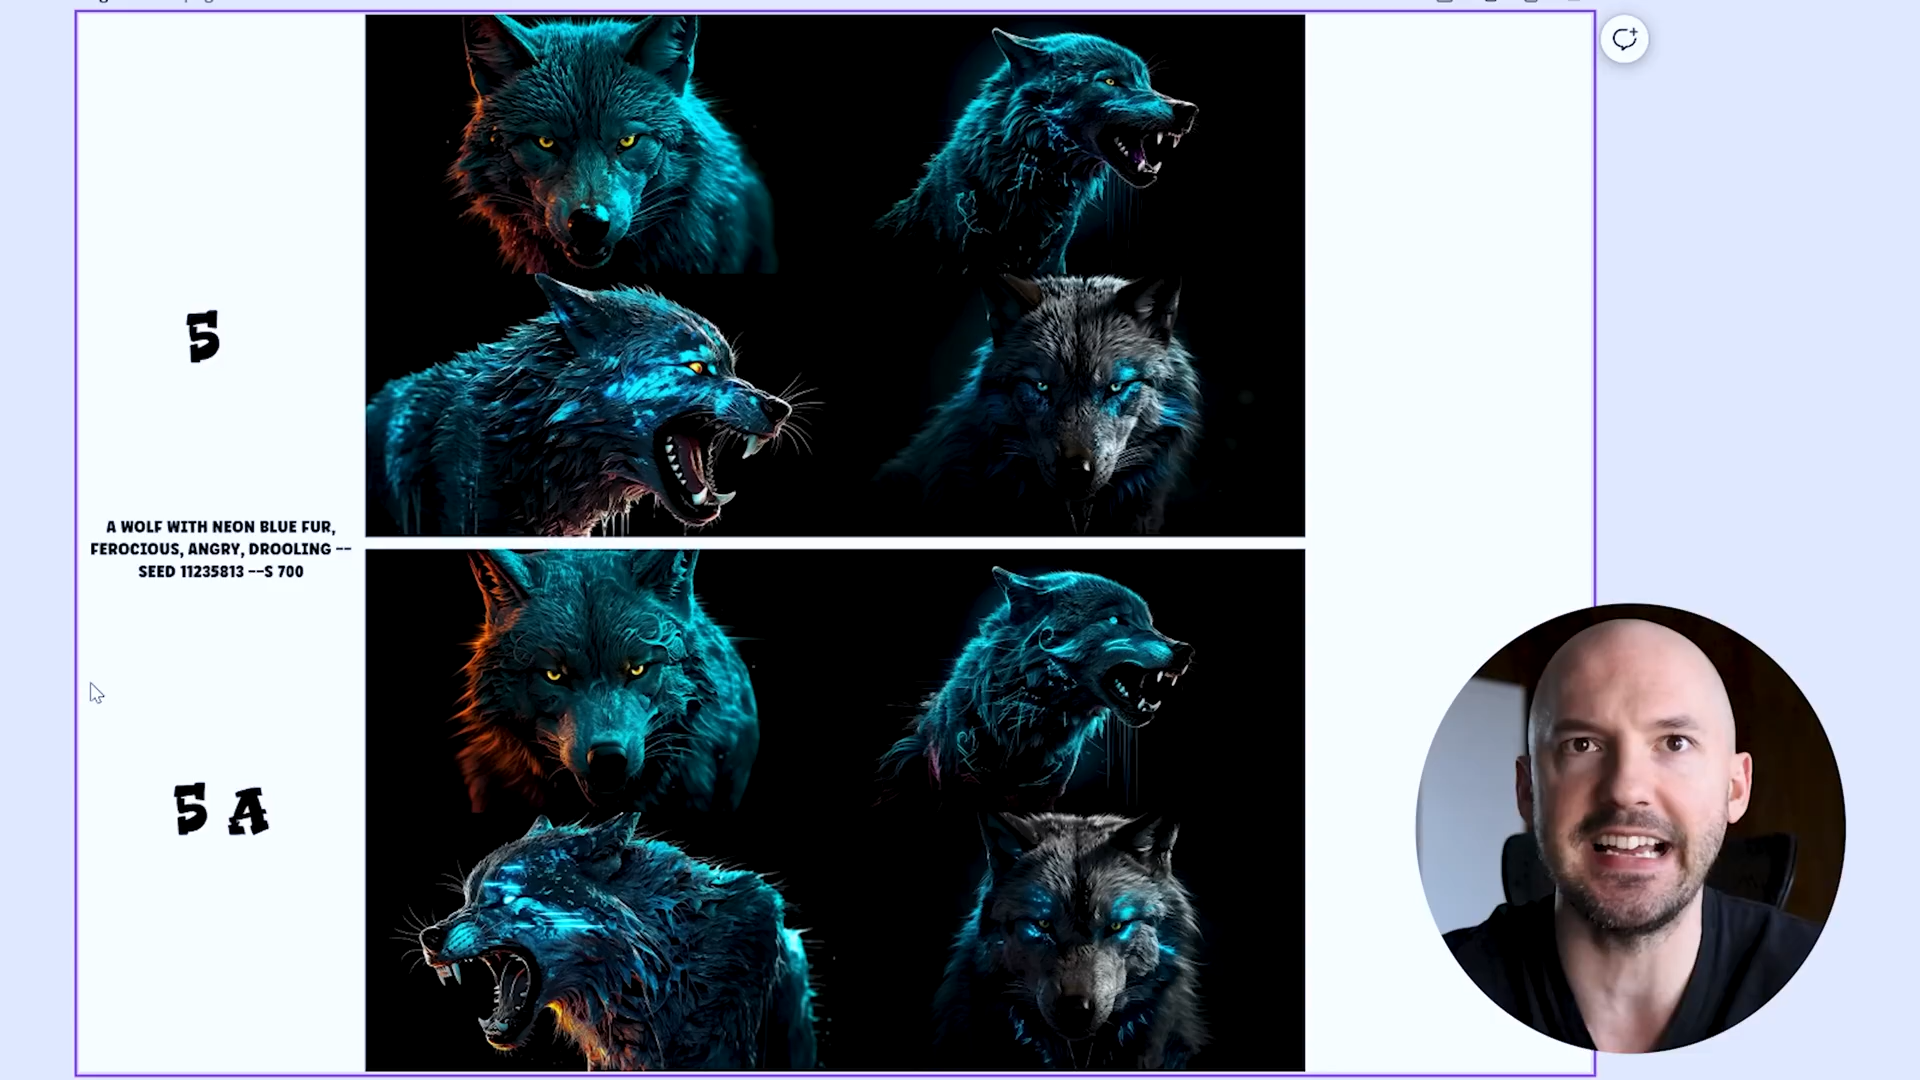 5
A WOLF WITH NEON BLUE FUR,
FEROCIOUS, ANGRY, DROOLING --
SEED 11235813 --S 700
5 A